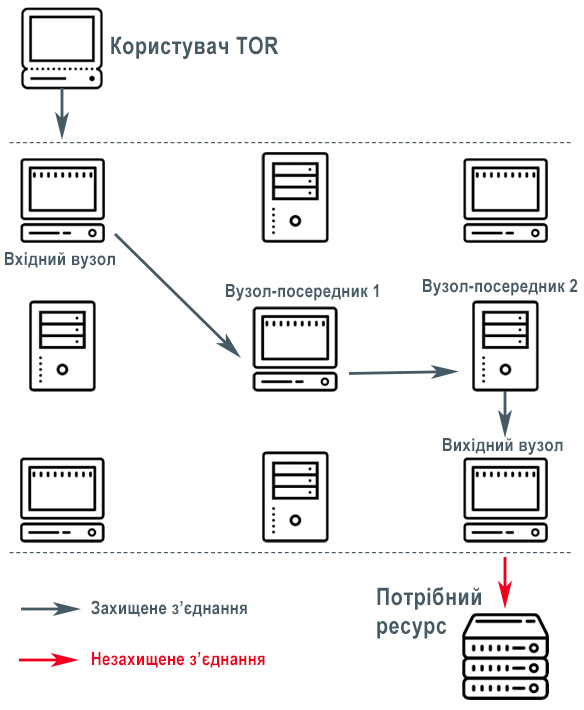 Користувач TOR
Вхідний вузол
Вузол-посередник 1
Вузол-посередник 2
Вихідний вузол
Захищене з’єднання
Незахищене з’єднання
Потрібний
ресурс